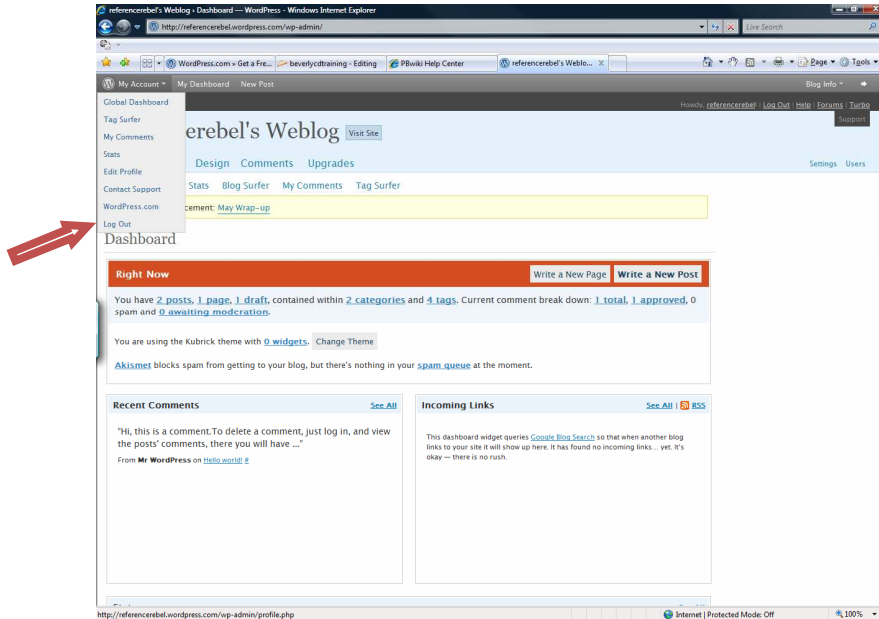 referencerebel's Weblog › Dashboard — WordPress - Windows Internet Explorer
http://referencerebel.wordpress.com/wp-admin/
Live Search
WordPress.com » Get a Fre...
beverlycdtraining - Editing
PBwiki Help Center
referencerebel's Weblo...
Page
Tools
My Account
My Dashboard
New Post
Blog Info
Global Dashboard
Tag Surfer
My Comments
Stats
Edit Profile
Contact Support
WordPress.com
Log Out
Howdy, referencerebel! | Log Out | Help | Forums | Turbo
Support
erebel's Weblog
Visit Site
Design Comments Upgrades
Settings Users
Stats Blog Surfer My Comments Tag Surfer
cement: May Wrap-up
Dashboard
Right Now
Write a New Page
Write a New Post
You have 2 posts, 1 page, 1 draft, contained within 2 categories and 4 tags. Current comment break down: 1 total, 1 approved, 0
spam and 0 awaiting moderation.
You are using the Kubrick theme with 0 widgets.
Change Theme
Akismet blocks spam from getting to your blog, but there's nothing in your spam queue at the moment.
Recent Comments
See All
"Hi, this is a comment.To delete a comment, just log in, and view
the posts' comments, there you will have ..."
From Mr WordPress on Hello world! #
Incoming Links
See All | RSS
This dashboard widget queries Google Blog Search so that when another blog
links to your site it will show up here. It has found no incoming links... yet. It's
okay — there is no rush.
http://referencerebel.wordpress.com/wp-admin/profile.php
Internet | Protected Mode: Off
100%